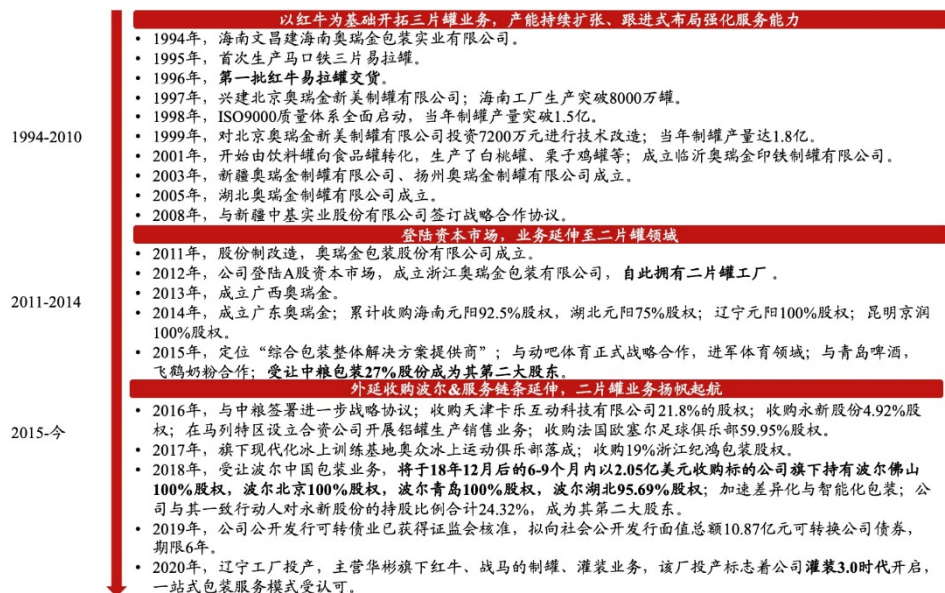 以红牛为基础开拓三片罐业务，产能持续扩张、跟进式布局强化服务能力
1994-2010
• 1994年，海南文昌建海南奥瑞金包装实业有限公司。
• 1995年，首次生产马口铁三片易拉罐。
• 1996年，第一批红牛易拉罐交货。
• 1997年，兴建北京奥瑞金新美制罐有限公司；海南工厂生产突破8000万罐。
• 1998年，ISO9000质量体系全面启动，当年制罐产量突破1.5亿。
• 1999年，对北京奥瑞金新美制罐有限公司投资7200万元进行技术改造；当年制罐产量达1.8亿。
• 2001年，开始由饮料罐向食品罐转化，生产了白桃罐、栗子鸡罐等；成立临沂奥瑞金印铁制罐有限公司。
• 2003年，新疆奥瑞金制罐有限公司、扬州奥瑞金制罐有限公司成立。
• 2005年，湖北奥瑞金制罐有限公司成立。
• 2008年，与新疆中基实业股份有限公司签订战略合作协议。
登陆资本市场，业务延伸至二片罐领域
2011-2014
• 2011年，股份制改造，奥瑞金包装股份有限公司成立。
• 2012年，公司登陆A股资本市场，成立浙江奥瑞金包装有限公司，自此拥有二片罐工厂 。
• 2013年，成立广西奥瑞金。
• 2014年，成立广东奥瑞金；累计收购海南元阳92.5%股权，湖北元阳75%股权；辽宁元阳100%股权；昆明京润
100%股权。
• 2015年，定位“综合包装整体解决方案提供商”；与动吧体育正式战略合作，进军体育领域；与青岛啤酒，
飞鹤奶粉合作；受让中粮包装27%股份成为其第二大股东。
外延收购波尔&服务链条延伸，二片罐业务扬帆起航
2015-今
• 2016年，与中粮签署进一步战略协议；收购天津卡乐互动科技有限公司21.8%的股权；收购永新股份4.92%股
权；在马列特区设立合资公司开展铝罐生产销售业务；收购法国欧塞尔足球俱乐部59.95%股权。
• 2017年，旗下现代化冰上训练基地奥众冰上运动俱乐部落成；收购19%浙江纪鸿包装股权。
• 2018年，受让波尔中国包装业务，将于18年12月后的6-9个月内以2.05亿美元收购标的公司旗下持有波尔佛山
100%股权，波尔北京100%股权，波尔青岛100%股权，波尔湖北95.69%股权；加速差异化与智能化包装；公
司与其一致行动人对永新股份的持股比例合计24.32%，成为其第二大股东。
• 2019年，公司公开发行可转债业已获得证监会核准，拟向社会公开发行面值总额10.87亿元可转换公司债券，
期限6年。
• 2020年，辽宁工厂投产，主营华彬旗下红牛、战马的制罐、灌装业务，该厂投产标志着公司灌装3.0时代开启，
一站式包装服务模式受认可。